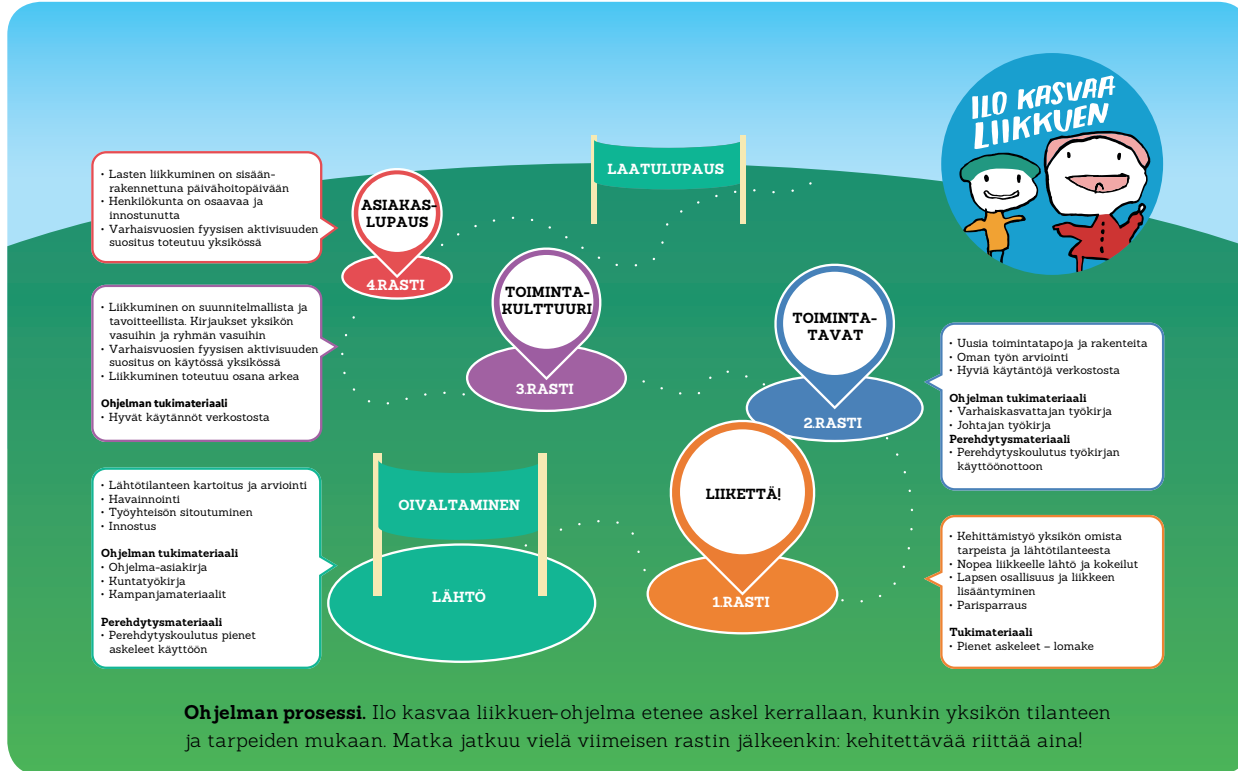 ILO KASVAA
LIIKKUEN
LAATULUPAUS
• Lasten liikkuminen on sisään-
rakennettuna päivähoitopäivään
• Henkilökunta on osaavaa ja
innostunutta
• Varhaisvuosien fyysisen aktivisuuden
suositus toteutuu yksikössä
ASIAKAS-
LUPAUS
4.RASTI
• Liikkuminen on suunnitelmallista ja
tavoitteellista. Kirjaukset yksikön
vasuihin ja ryhmän vasuihin
• Varhaisvuosien fyysisen aktivisuuden
suositus on käytössä yksikössä
• Liikkuminen toteutuu osana arkea
Ohjelman tukimateriaali
• Hyvät käytännöt verkostosta
TOIMINTA-
KULTTUURI
3.RASTI
TOIMINTA-
TAVAT
2.RASTI
• Uusia toimintatapoja ja rakenteita
• Oman työn arviointi
• Hyviä käytäntöjä verkostosta
Ohjelman tukimateriaali
• Varhaiskasvattajan työkirja
• Johtajan työkirja
Perehdytysmateriaali
• Perehdytyskoulutus työkirjan
käyttöönottoon
• Lähtötilanteen kartoitus ja arviointi
• Havainnointi
• Työyhteisön sitoutuminen
• Innostus
Ohjelman tukimateriaali
• Ohjelma-asiakirja
• Kuntatyökirja
• Kampanjamateriaalit
Perehdytysmateriaali
• Perehdytyskoulutus pienet
askeleet käyttöön
OIVALTAMINEN
LÄHTÖ
LIIKETTÄ!
1.RASTI
• Kehittämistyö yksikön omista
tarpeista ja lähtötilanteesta
• Nopea liikkeelle lähtö ja kokeilut
• Lapsen osallisuus ja liikkeen
lisääntyminen
• Parisparraus
Tukimateriaali
• Pienet askeleet – lomake
Ohjelman prosessi. Ilo kasvaa liikkuen-ohjelma etenee askel kerrallaan, kunkin yksikön tilanteen
ja tarpeiden mukaan. Matka jatkuu vielä viimeisen rastin jälkeenkin: kehitettävää riittää aina!